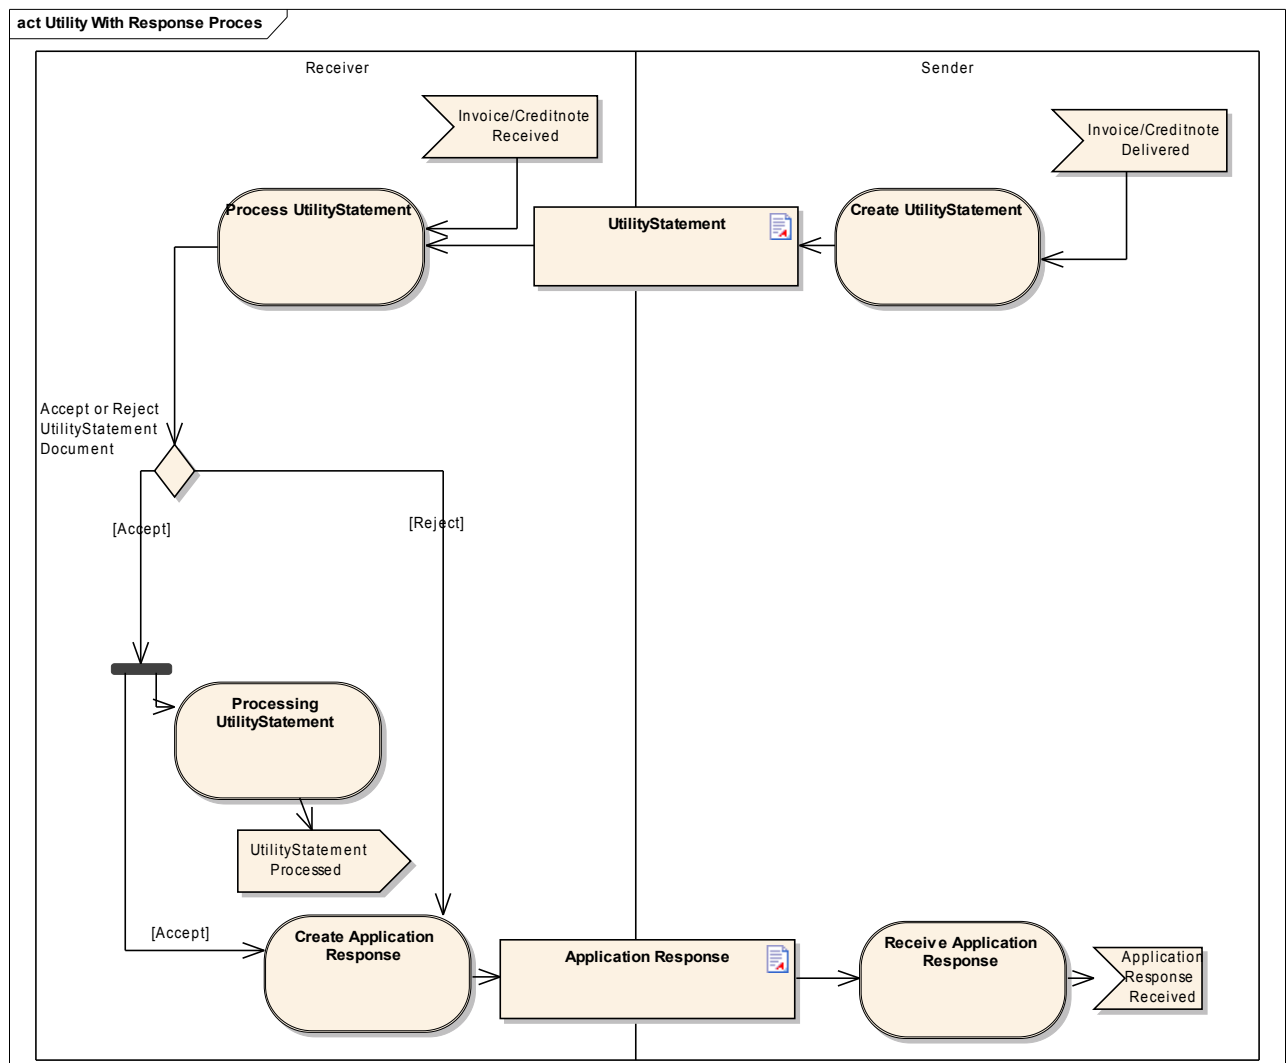 act Utility With Response Proces
Receiver
Sender
Invoice/Creditnote
Received
Invoice/Creditnote
Delivered
Process UtilityStatement
UtilityStatement
Create UtilityStatement
Accept or Reject
UtilityStatement
Document
[Accept]
[Reject]
Processing
UtilityStatement
UtilityStatement
Processed
[Accept]
Create Application
Response
Application Response
Receive Application
Response
Application
Response
Received